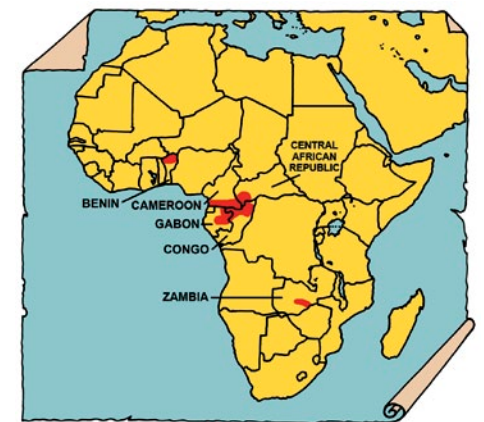 CENTRAL
AFRICAN
REPUBLIC
BENIN
CAMEROON
GABON
CONGO
ZAMBIA